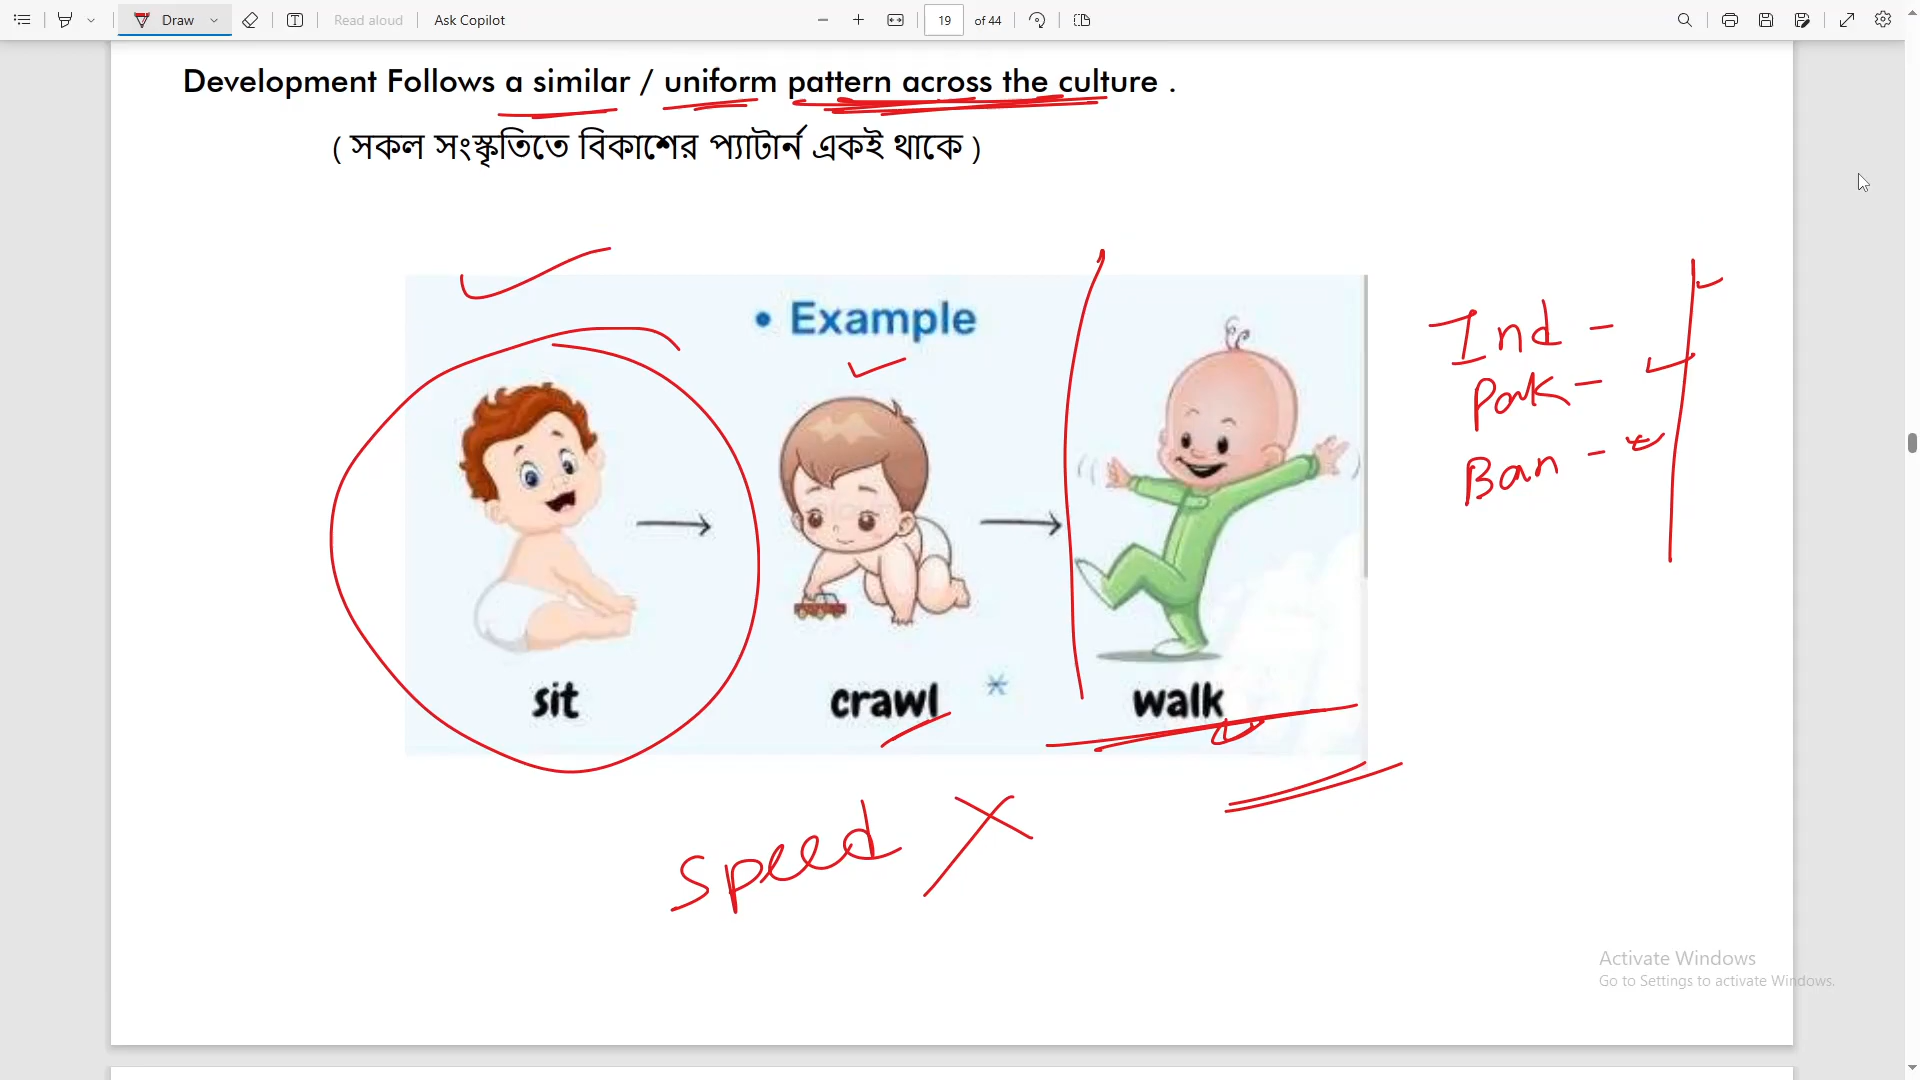 Draw
Read aloud
Ask Copilot
19 of 44
Development Follows a similar / uniform pattern across the culture .
( সকল সংস্কৃতিতে বিকাশের প্যাটার্ন একই থাকে )
• Example
Ind -
Pak -
Ban -
sit
crawl
walk
Speed X
Activate Windows
Go to Settings to activate Windows.